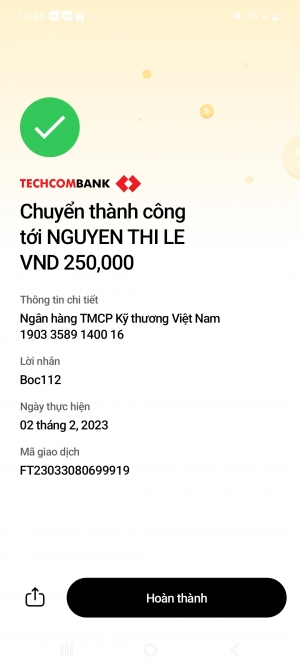 TECHCOMBANK
Chuyển thành công
tới NGUYEN THI LE
VND 250,000
Thông tin chi tiết
Ngân hàng TMCP Kỹ thương Việt Nam
1903 3589 1400 16
Lời nhắn
Boc112
Ngày thực hiện
02 tháng 2, 2023
Mã giao dịch
FT23033080699919
Hoàn thành